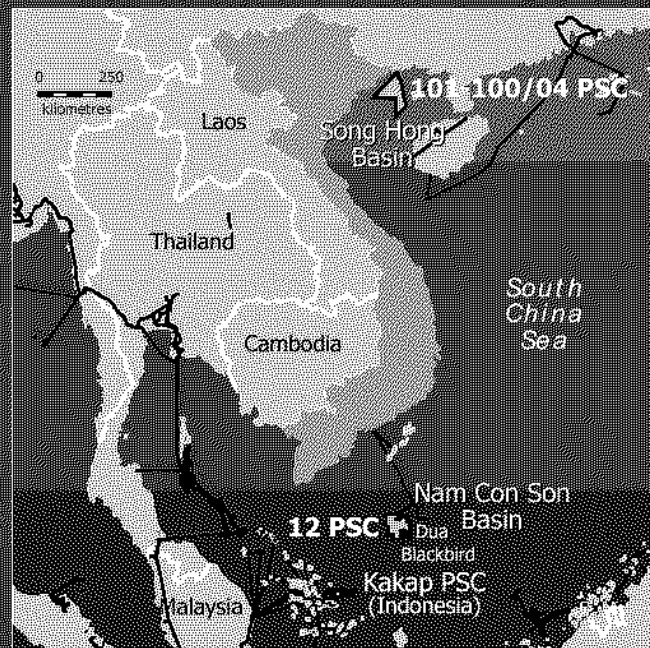 0 250
kilometres
101-100/04 PSC
Laos
Song Hong
Basin
Thailand
South
China
Sea
Cambodia
Nam Con Son
Basin
12 PSC
Dua
Blackbird
Kakap PSC
(Indonesia)
Malaysia